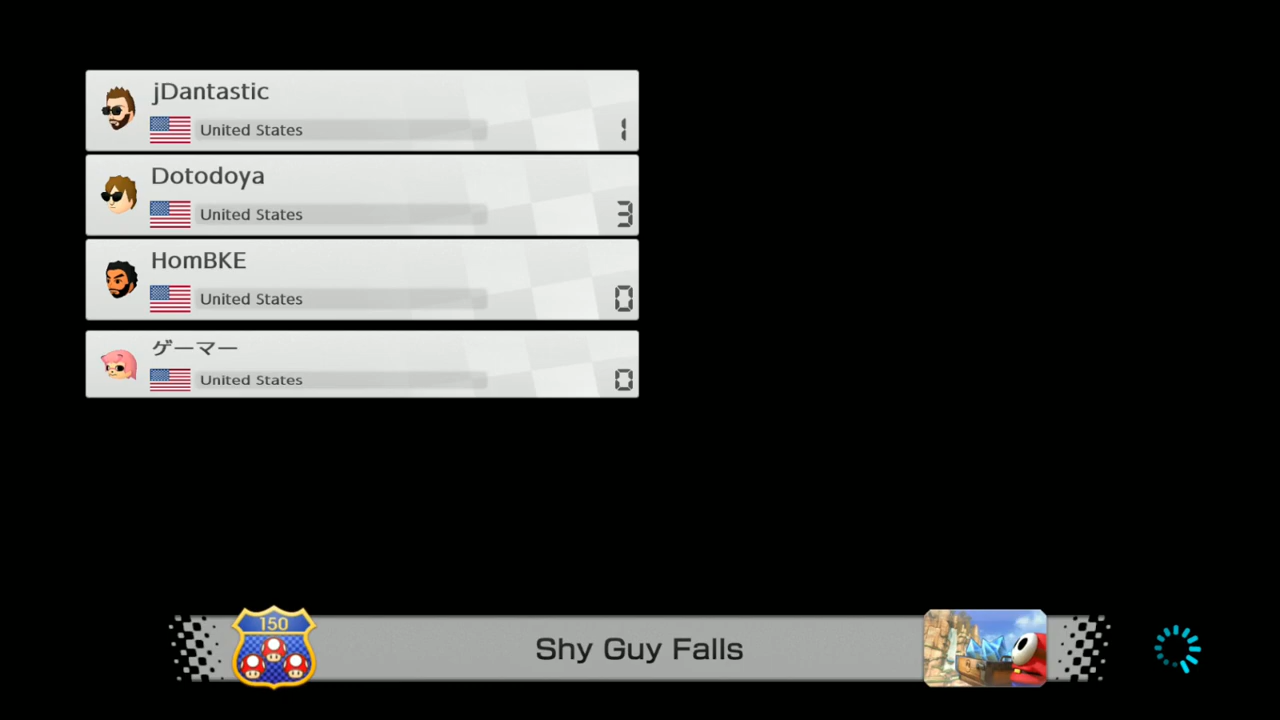 jDantastic
United States
1
Dotodoya
United States
3
HomBKE
United States
0
ゲーマー
United States
0
150
Shy Guy Falls